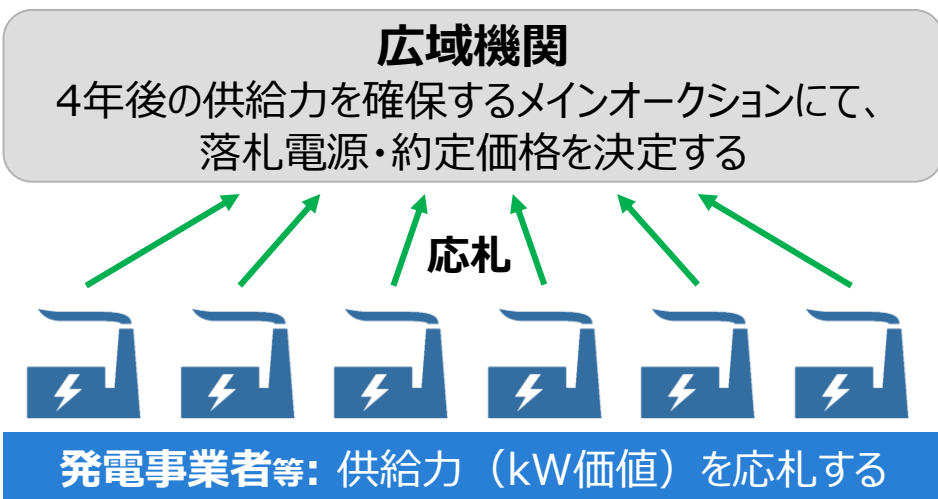 広域機関
4年後の供給力を確保するメインオークションにて、
落札電源・約定価格を決定する
応札
発電事業者等: 供給力（kW価値）を応札する